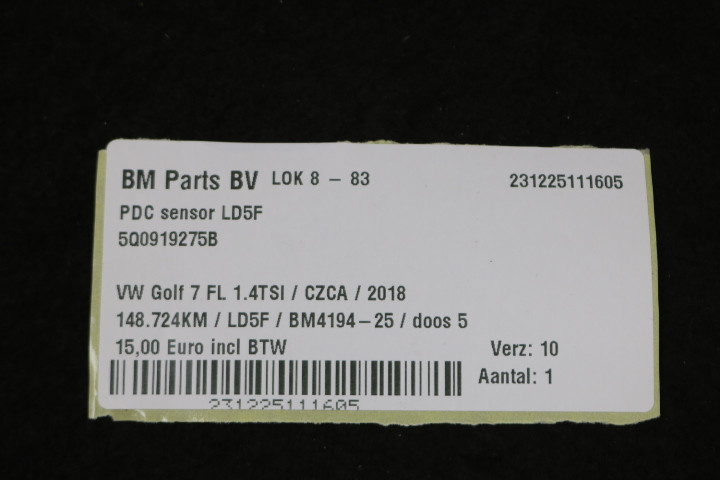 BM Parts BV LOK 8 – 83 231225111605
PDC sensor LD5F
5Q0919275B
VW Golf 7 FL 1.4TSI / CZCA / 2018
148.724KM / LD5F / BM4194-25 / doos 5
15,00 Euro incl BTW Verz: 10
Aantal: 1
231225111605